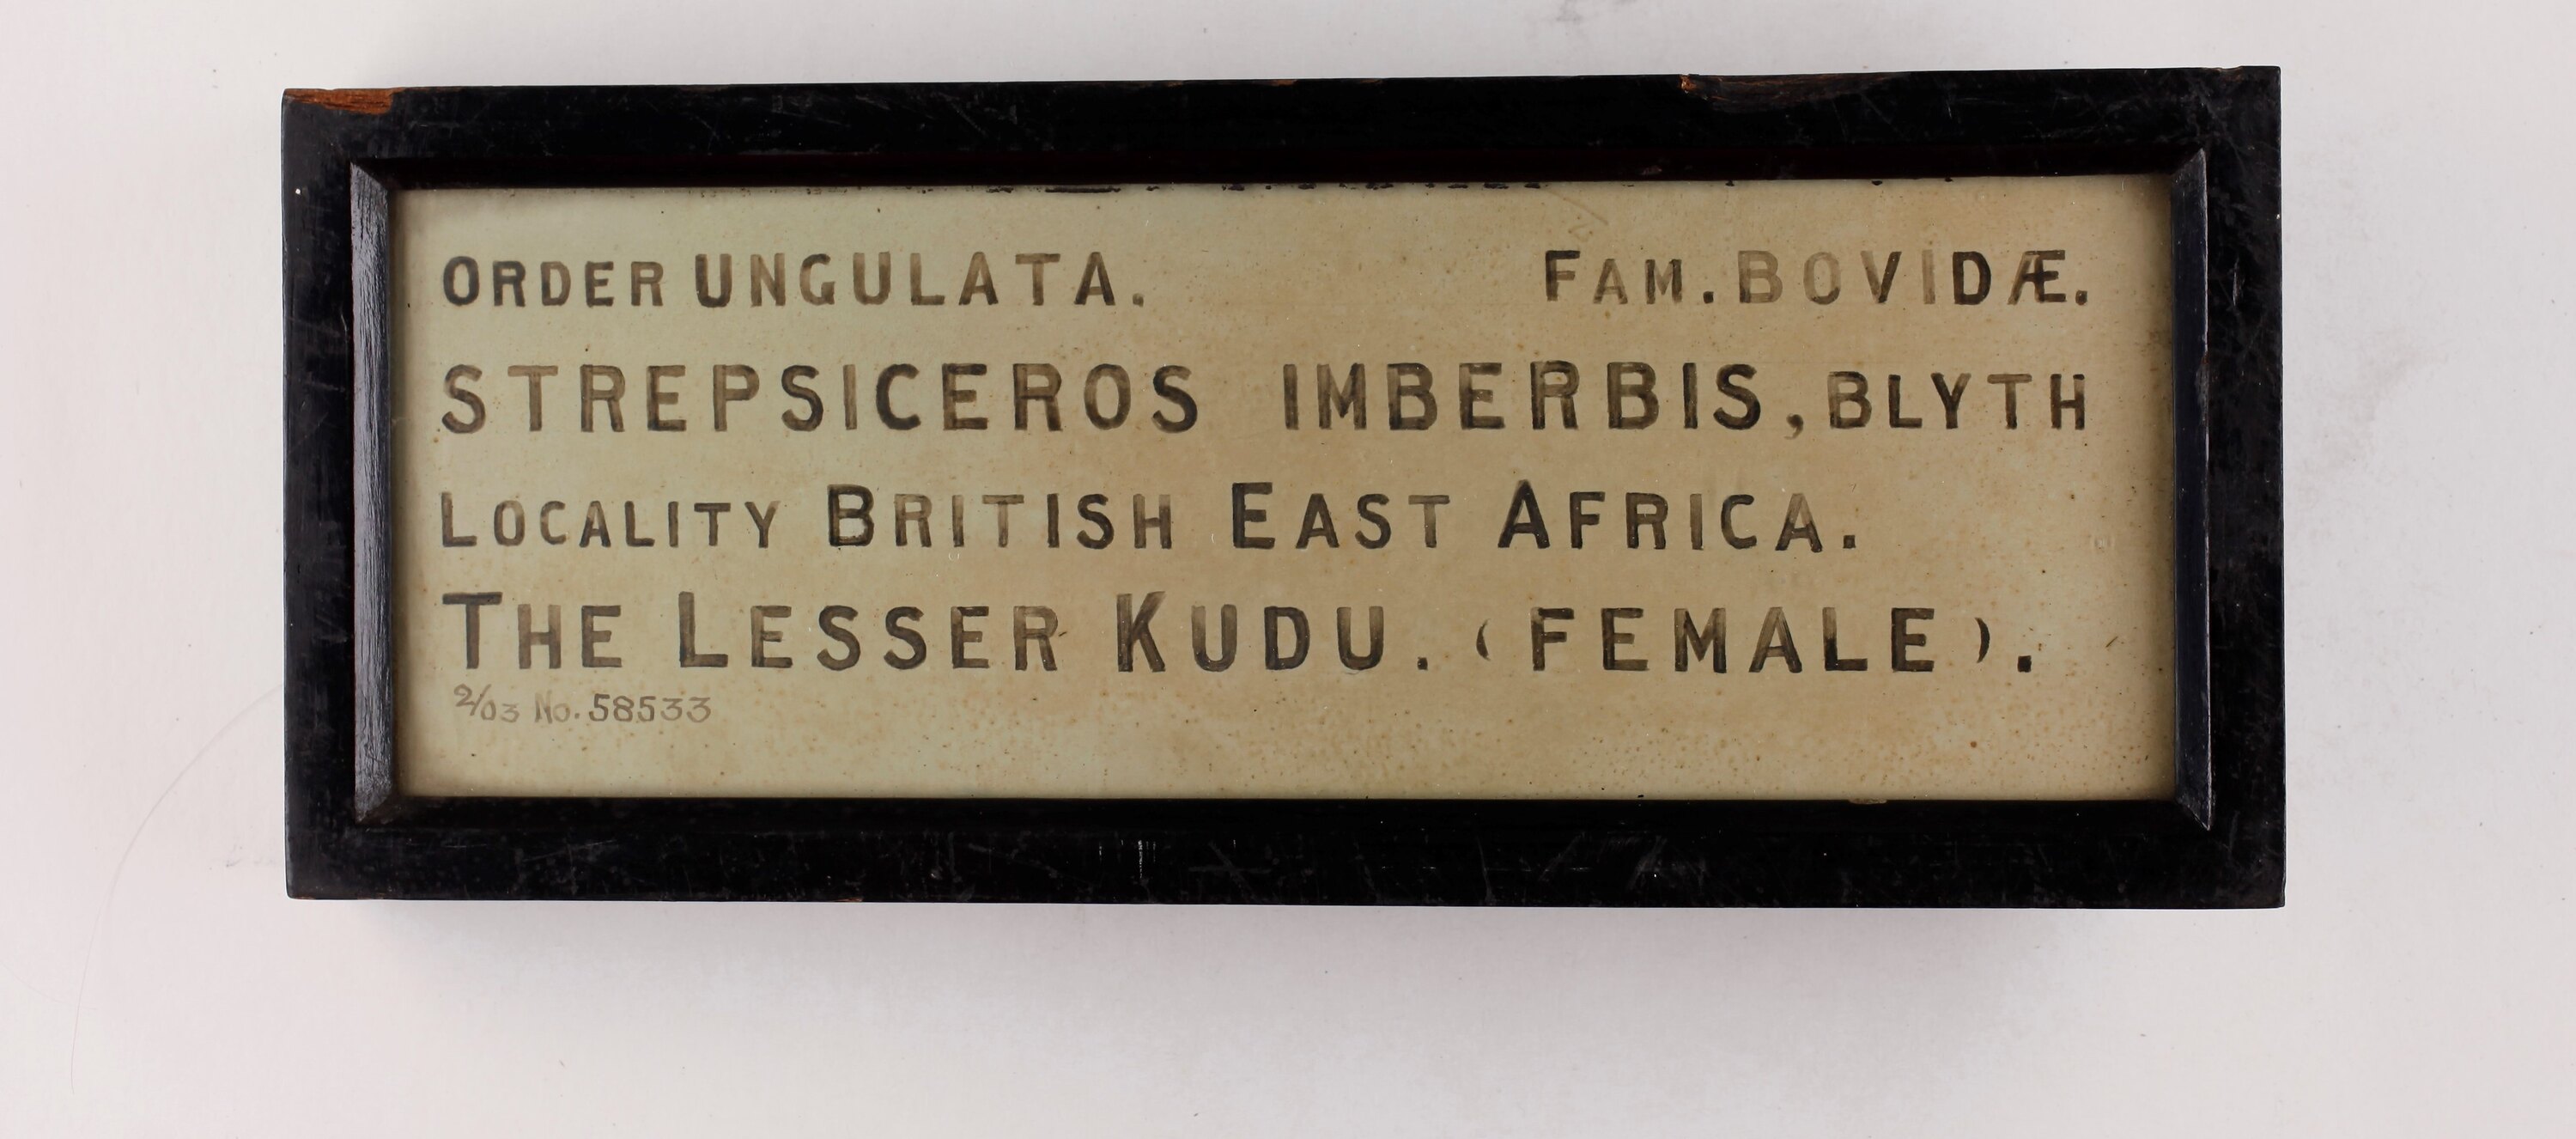 ORDER UNGULATA. FAM. BOVIDÆ.
STREPSICEROS IMBERBIS, BLYTH
LOCALITY BRITISH EAST AFRICA.
THE LESSER KUDU. (FEMALE).
2/03 No. 58533